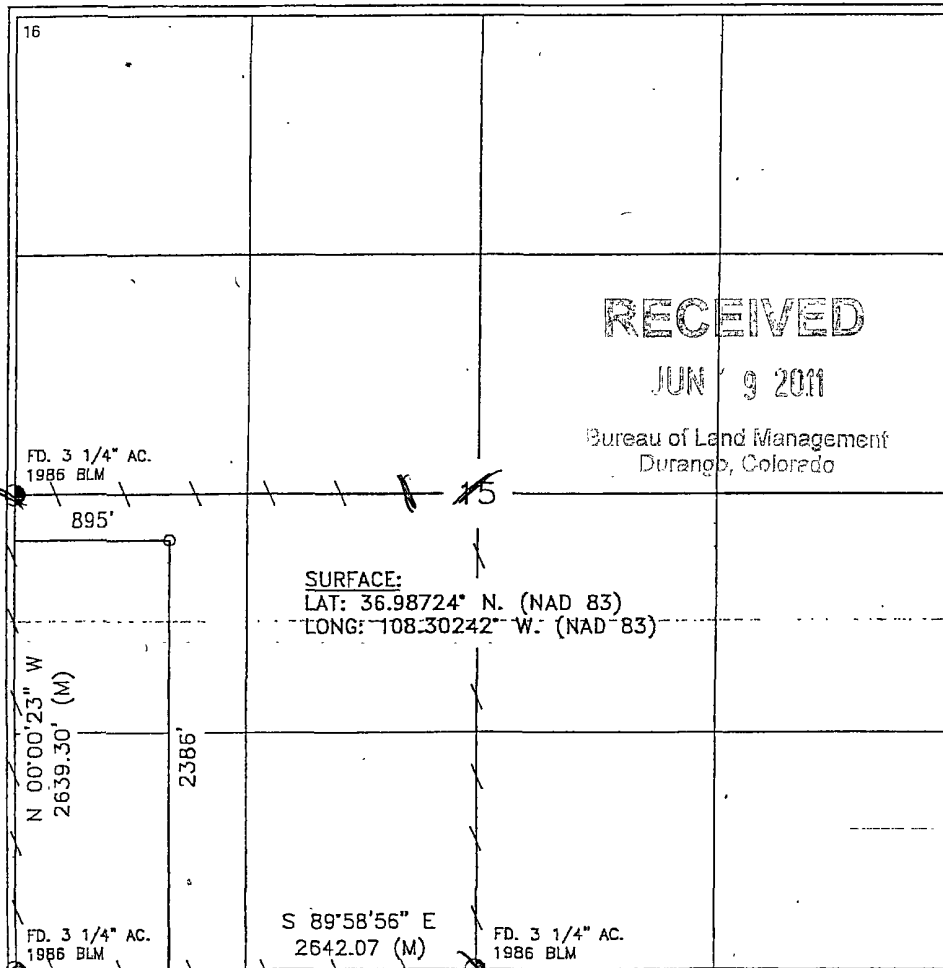 16
RECEIVED
JUN 9 2011
Bureau of Land Management
Durango, Colorado
FD. 3 1/4" AC.
1986 BLM
15
895'
SURFACE:
LAT: 36.98724° N. (NAD 83)
LONG: 108.30242° W. (NAD 83)
N 00°00'23" W
2639.30' (M)
2386'
S 89°58'56" E
2642.07 (M)
FD. 3 1/4" AC.
1986 BLM
FD. 3 1/4" AC.
1986 BLM